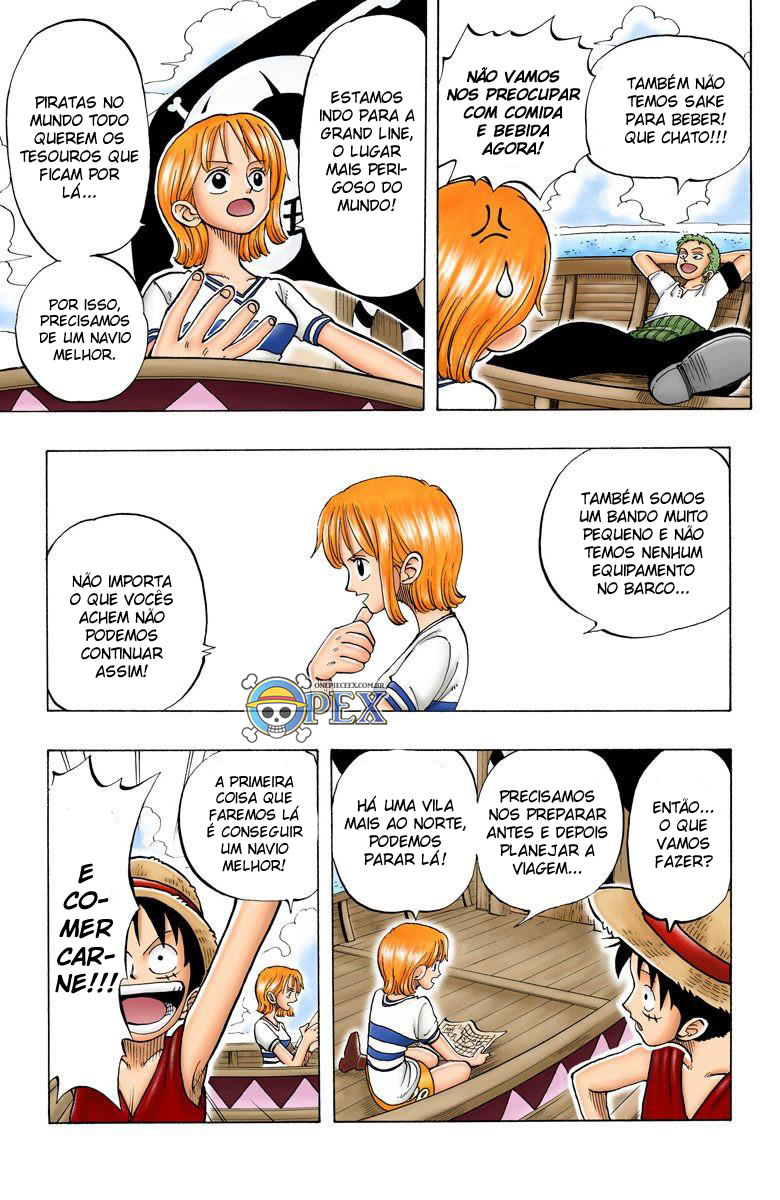 TAMBÉM NÃO
TEMOS SAKE
PARA BEBER!
QUE CHATO!!!
NÃO VAMOS
NOS PREOCUPAR
COM COMIDA
E BEBIDA
AGORA!
ESTAMOS
INDO PARA A
GRAND LINE,
O LUGAR
MAIS PERI-
GOSO DO
MUNDO!
PIRATAS NO
MUNDO TODO
QUEREM OS
TESOUROS QUE
FICAM POR
LÁ...
POR ISSO,
PRECISAMOS
DE UM NAVIO
MELHOR.
TAMBÉM SOMOS
UM BANDO MUITO
PEQUENO E NÃO
TEMOS NENHUM
EQUIPAMENTO
NO BARCO...
NÃO IMPORTA
O QUE VOCÊS
ACHEM NÃO
PODEMOS
CONTINUAR
ASSIM!
ONEPIECEEX.COM.BR
OPEX
ENTÃO...
O QUE
VAMOS
FAZER?
PRECISAMOS
NOS PREPARAR
ANTES E DEPOIS
PLANEJAR A
VIAGEM...
HÁ UMA VILA
MAIS AO NORTE,
PODEMOS
PARAR LÁ!
A PRIMEIRA
COISA QUE
FAREMOS LÁ
É CONSEGUIR
UM NAVIO
MELHOR!
E
CO-
MER
CAR-
NE!!!